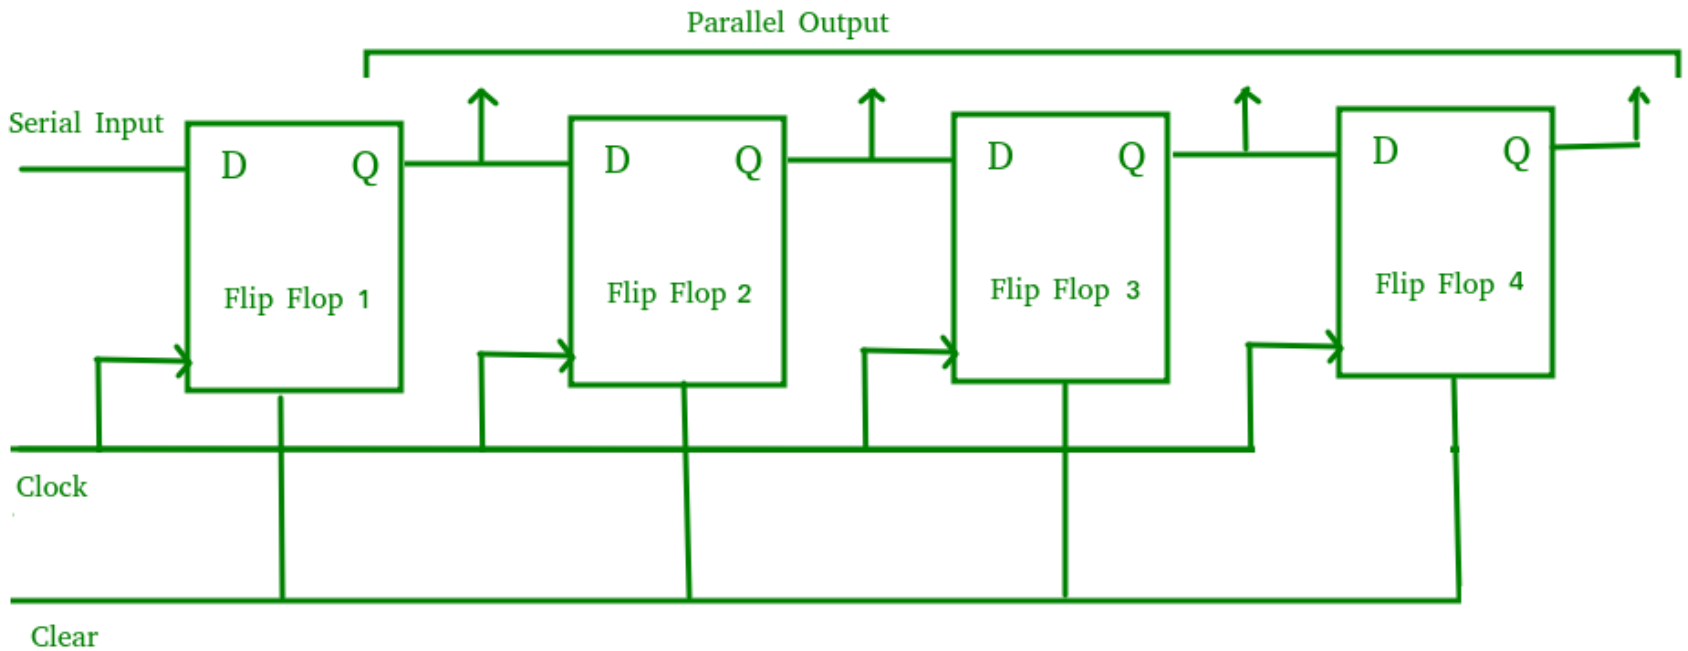 Parallel Output
Serial Input
D Q
D Q
D Q
D Q
Flip Flop 1
Flip Flop 2
Flip Flop 3
Flip Flop 4
Clock
Clear